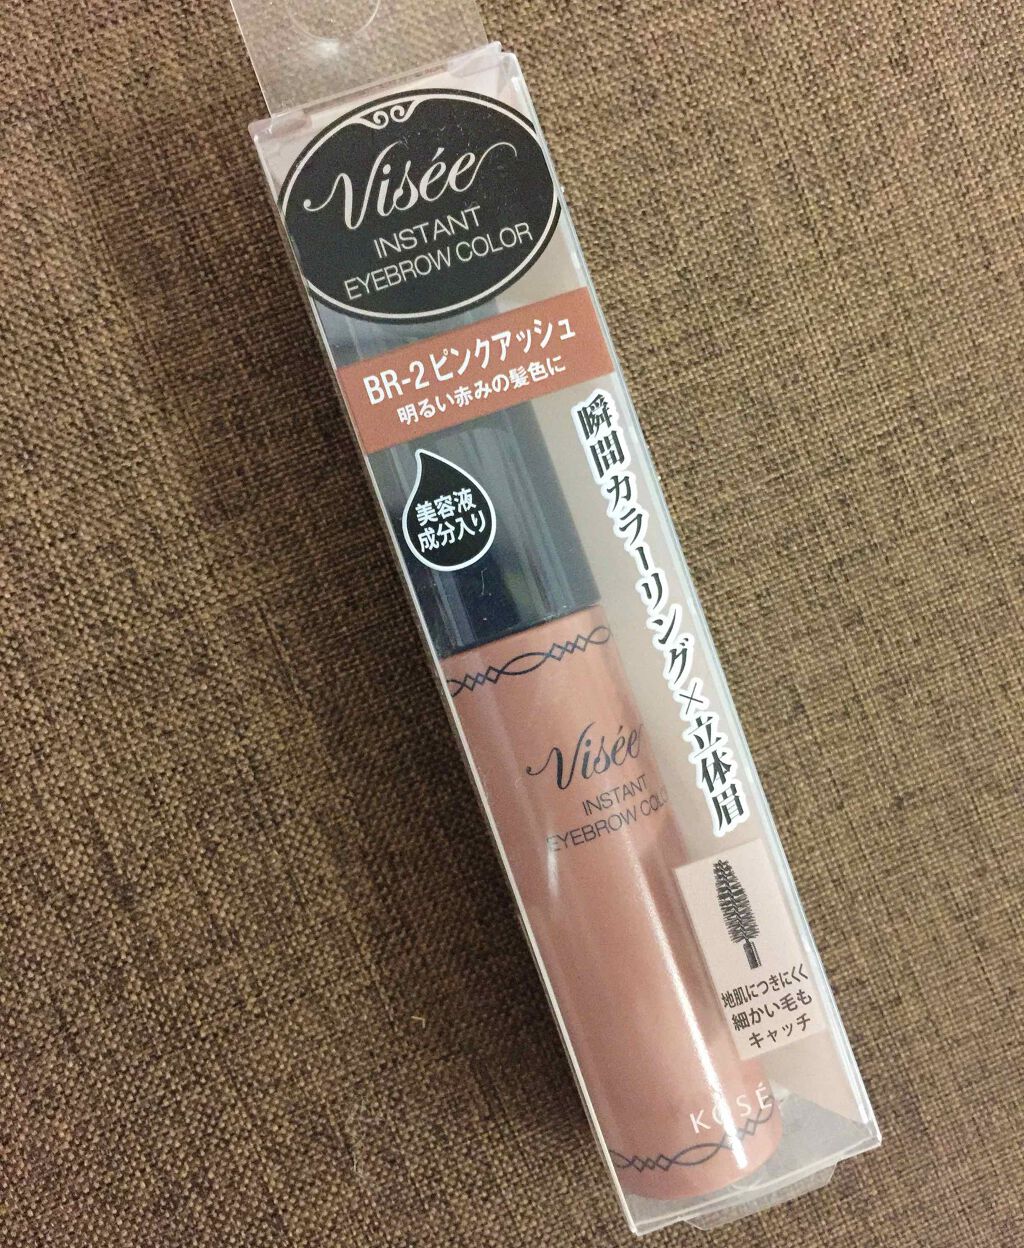 Visée
INSTANT
EYEBROW COLOR
BR-2 ピンクアッシュ
明るい赤みの髪色に
美容液
成分入り
瞬間カラーリング×立体眉
Visée
INSTANT
EYEBROW COLO
地肌につきにくく
細かい毛も
キャッチ
KOSÉ